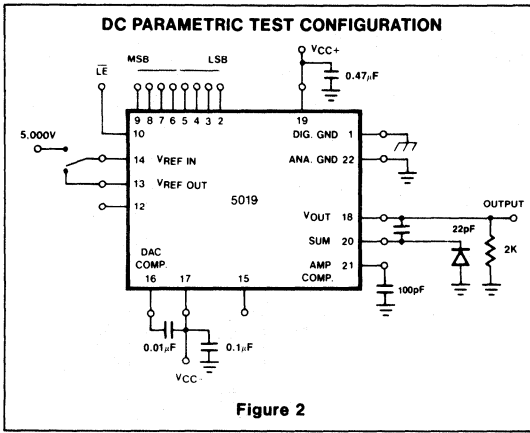 DC PARAMETRIC TEST CONFIGURATION
LE MSB LSB VCC+
0.47µF
9 8 7 6 5 4 3 2 19
5.000V 10 DIG. GND 1
14 VREF IN ANA. GND 22
13 VREF OUT
12 5019 OUTPUT
VOUT 18
22pF
SUM 20 2K
DAC COMP. AMP COMP. 21
16 17 15 100pF
0.01µF 0.1µF
VCC-
Figure 2